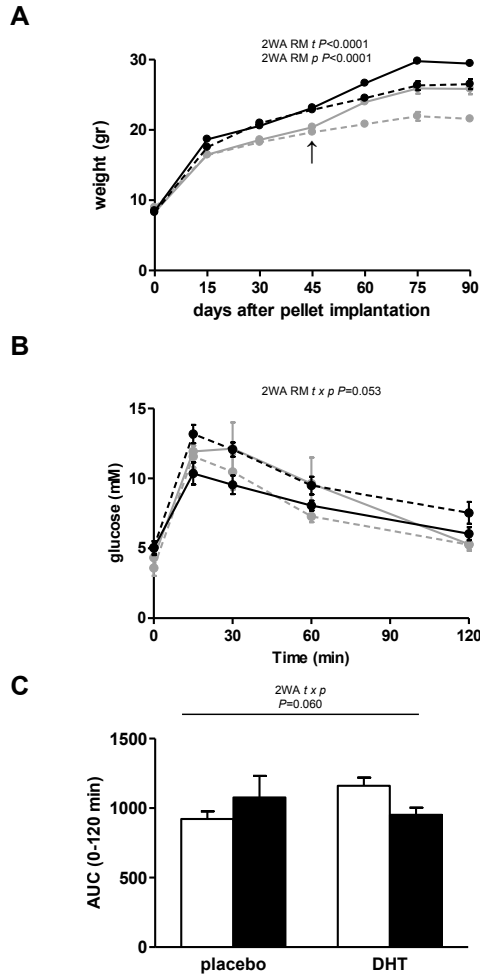 A
2WA RM t P<0.0001
2WA RM p P<0.0001
30
20
10
0
weight (gr)
0 15 30 45 60 75 90
days after pellet implantation
B
2WA RM t x p P=0.053
15
10
5
0
glucose (mM)
0 30 60 90 120
Time (min)
C
2WA t x p
P=0.060
1500
1000
500
0
AUC (0-120 min)
placebo DHT